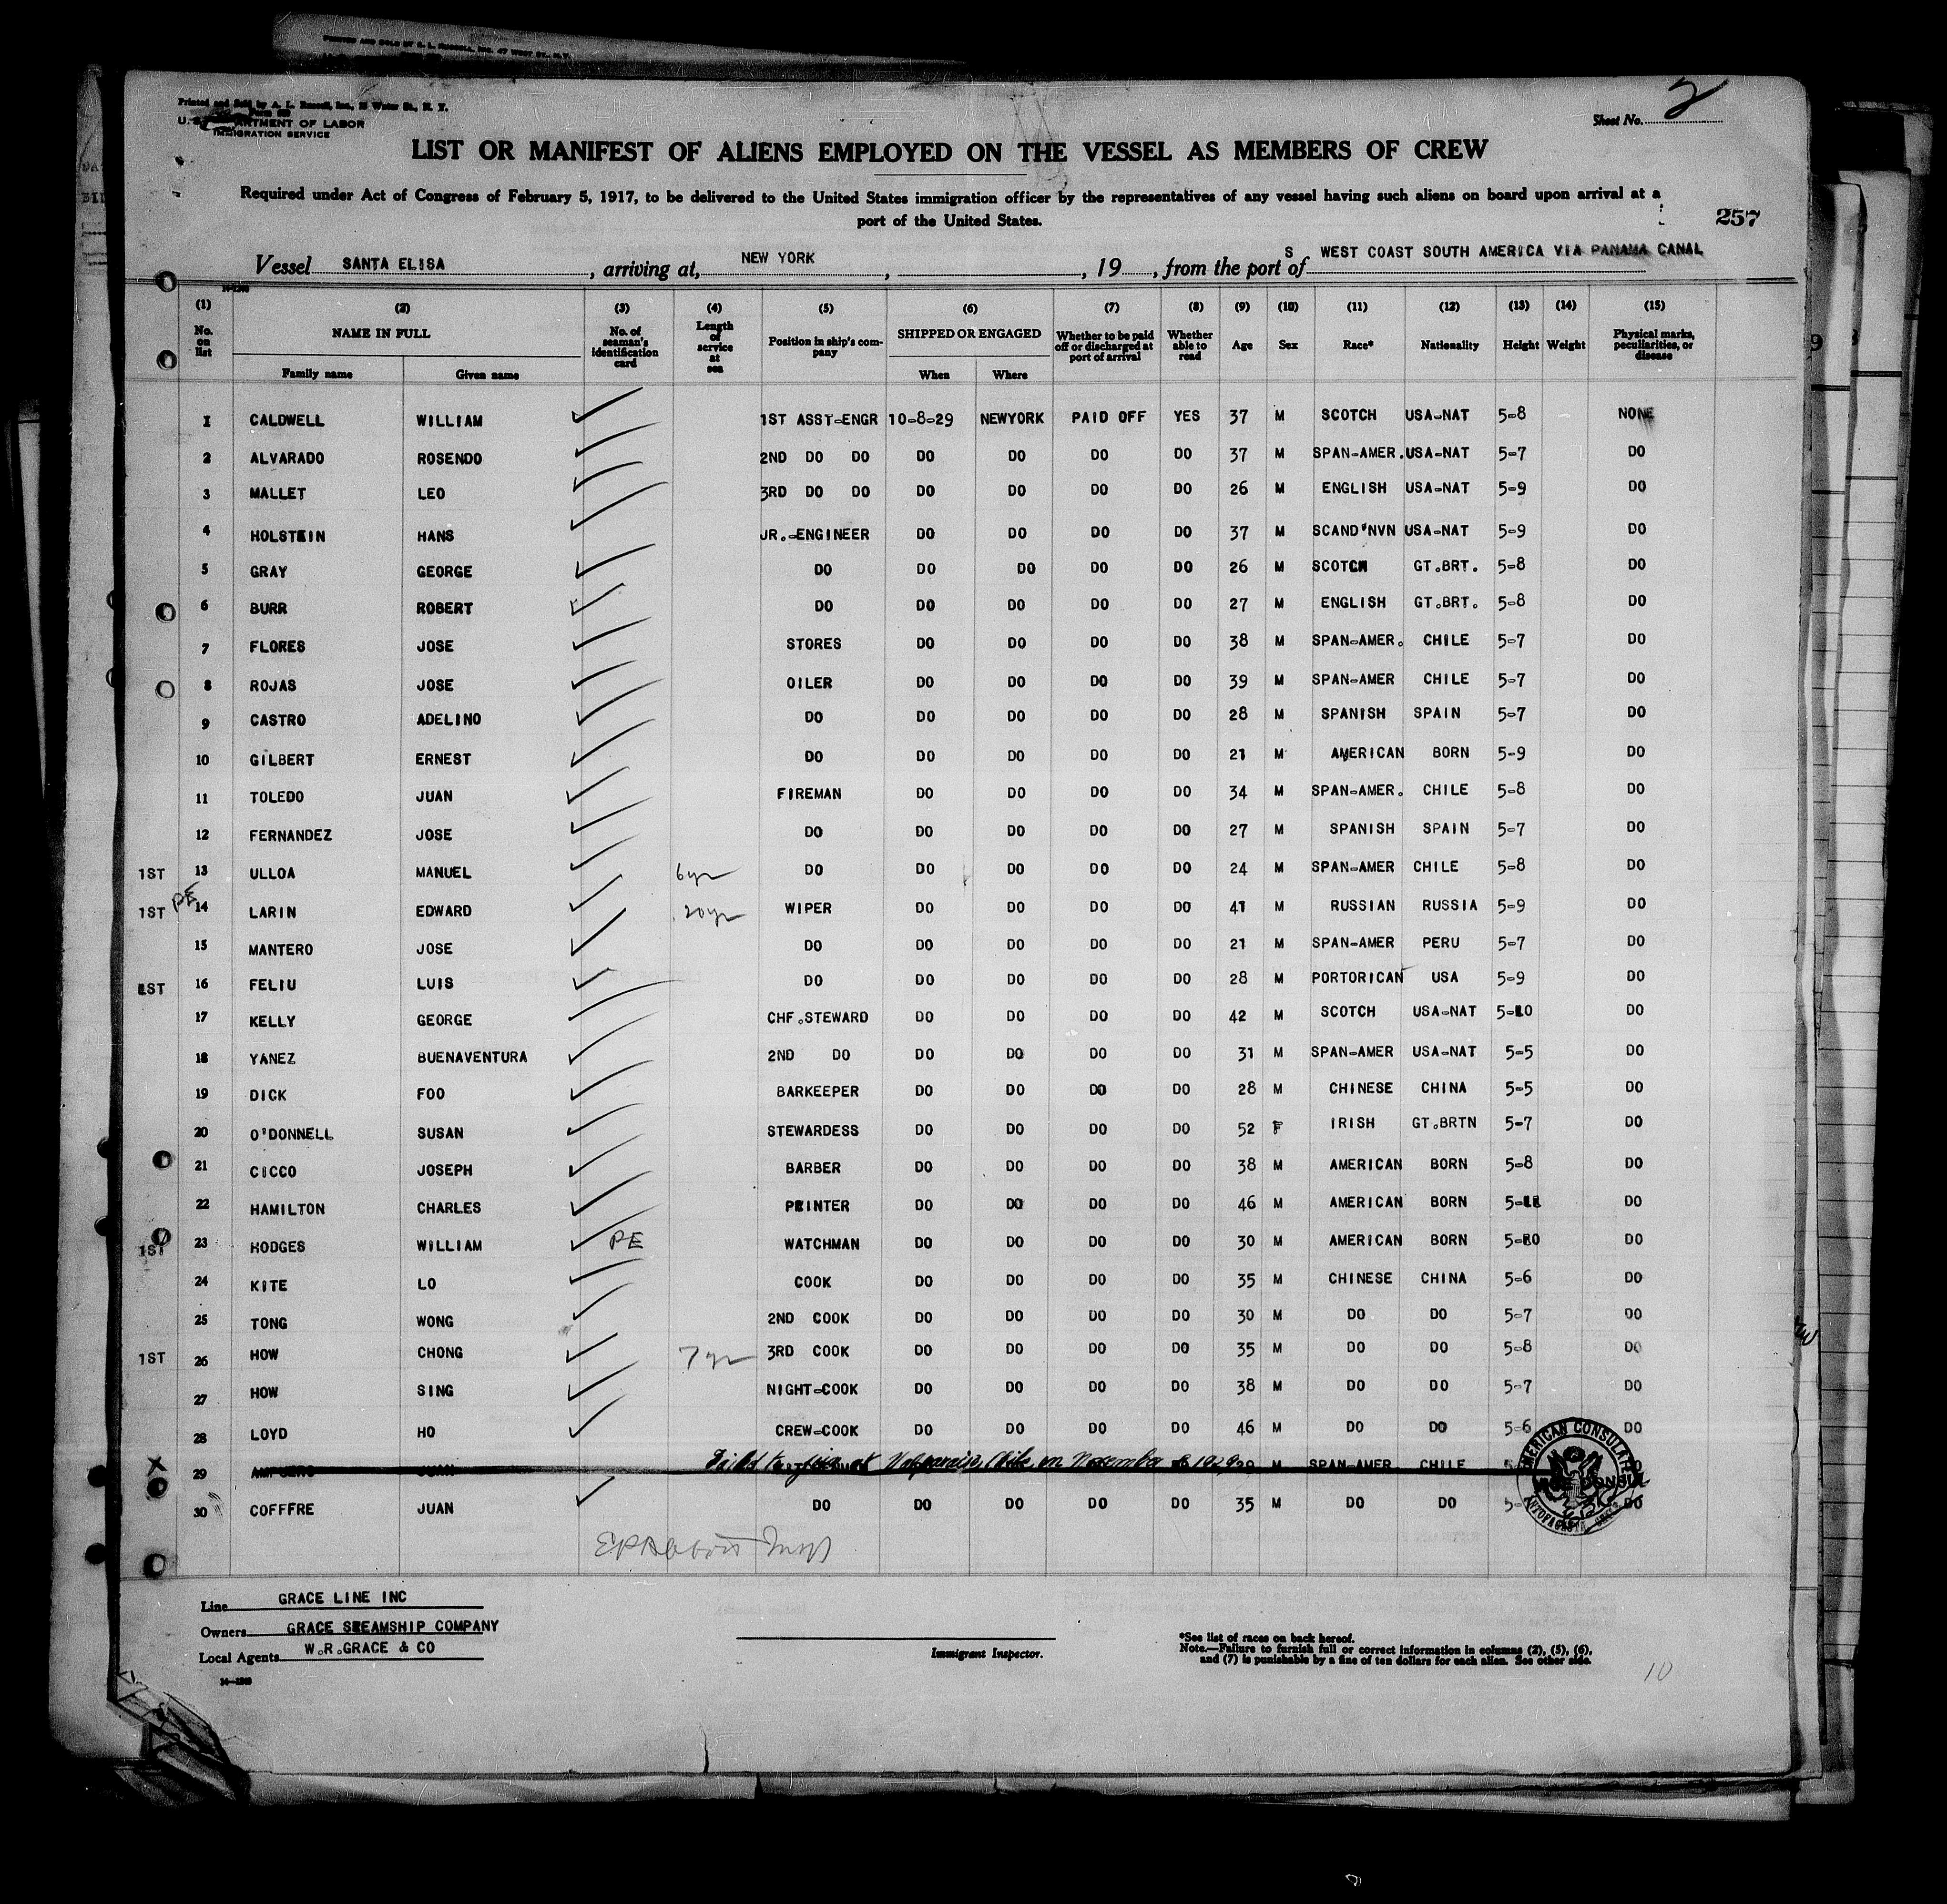 PRINTED AND SOLD BY A. L. RUSSELL, INC. 47 WEST ST., N.Y.
Printed and Sold by A. L. Russell, Inc., Water St., N. Y.
U. S. DEPARTMENT OF LABOR
IMMIGRATION SERVICE
Sheet No. 2
LIST OR MANIFEST OF ALIENS EMPLOYED ON THE VESSEL AS MEMBERS OF CREW
Required under Act of Congress of February 5, 1917, to be delivered to the United States immigration officer by the representatives of any vessel having such aliens on board upon arrival at a
port of the United States.
257
Vessel SANTA ELISA, arriving at, NEW YORK, , 19 , from the port of S WEST COAST SOUTH AMERICA VIA PANAMA CANAL
(1) (2) (3) (4) (5) (6) (7) (8) (9) (10) (11) (12) (13) (14) (15)
No. on list NAME IN FULL No. of seaman's identification card Length of service at sea Position in ship's company SHIPPED OR ENGAGED Whether to be paid off or discharged at port of arrival Whether able to read Age Sex Race* Nationality Height Weight Physical marks, peculiarities, or disease
Family name Given name When Where
1 CALDWELL WILLIAM 1ST ASST-ENGR 10-8-29 NEWYORK PAID OFF YES 37 M SCOTCH USA-NAT 5-8 NONE
2 ALVARADO ROSENDO 2ND DO DO DO DO DO DO 37 M SPAN-AMER. USA-NAT 5-7 DO
3 MALLET LEO 3RD DO DO DO DO DO DO 26 M ENGLISH USA-NAT 5-9 DO
4 HOLSTEIN HANS JR.-ENGINEER DO DO DO DO 37 M SCAND'NVN USA-NAT 5-9 DO
5 GRAY GEORGE DO DO DO DO DO 26 M SCOTCH GT.BRT. 5-8 DO
6 BURR ROBERT DO DO DO DO DO 27 M ENGLISH GT.BRT. 5-8 DO
7 FLORES JOSE STORES DO DO DO DO 38 M SPAN-AMER. CHILE 5-7 DO
8 ROJAS JOSE OILER DO DO DO DO 39 M SPAN-AMER CHILE 5-7 DO
9 CASTRO ADELINO DO DO DO DO DO 28 M SPANISH SPAIN 5-7 DO
10 GILBERT ERNEST DO DO DO DO DO 21 M AMERICAN BORN 5-9 DO
11 TOLEDO JUAN FIREMAN DO DO DO DO 34 M SPAN-AMER. CHILE 5-8 DO
12 FERNANDEZ JOSE DO DO DO DO DO 27 M SPANISH SPAIN 5-7 DO
1ST 13 ULLOA MANUEL 6yr DO DO DO DO DO 24 M SPAN-AMER CHILE 5-8 DO
1ST PE 14 LARIN EDWARD 20yr WIPER DO DO DO DO 41 M RUSSIAN RUSSIA 5-9 DO
15 MANTERO JOSE DO DO DO DO DO 21 M SPAN-AMER PERU 5-7 DO
1ST 16 FELIU LUIS DO DO DO DO DO 28 M PORTORICAN USA 5-9 DO
17 KELLY GEORGE CHF.STEWARD DO DO DO DO 42 M SCOTCH USA-NAT 5-10 DO
18 YANEZ BUENAVENTURA 2ND DO DO DO DO DO 31 M SPAN-AMER USA-NAT 5-5 DO
19 DICK FOO BARKEEPER DO DO DO DO 28 M CHINESE CHINA 5-5 DO
20 O'DONNELL SUSAN STEWARDESS DO DO DO DO 52 F IRISH GT.BRTN 5-7 DO
21 CICCO JOSEPH BARBER DO DO DO DO 38 M AMERICAN BORN 5-8 DO
22 HAMILTON CHARLES PRINTER DO DO DO DO 46 M AMERICAN BORN 5-11 DO
1ST 23 HODGES WILLIAM PE WATCHMAN DO DO DO DO 30 M AMERICAN BORN 5-10 DO
24 KITE LO COOK DO DO DO DO 35 M CHINESE CHINA 5-6 DO
25 TONG WONG 2ND COOK DO DO DO DO 30 M DO DO 5-7 DO
1ST 26 HOW CHONG 7yr 3RD COOK DO DO DO DO 35 M DO DO 5-8 DO
27 HOW SING NIGHT-COOK DO DO DO DO 38 M DO DO 5-7 DO
28 LOYD HO CREW-COOK DO DO DO DO 46 M DO DO 5-6 DO
X 29 AMPUERO JUAN Failed to join at Valparaiso, Chile, on November 1929 M SPAN-AMER CHILE
30 COFFFRE JUAN DO DO DO DO DO 35 M DO DO 5- DO
AMERICAN CONSULATE
ANTOFAGASTA
Line GRACE LINE INC
Owners GRACE STEAMSHIP COMPANY
Local Agents W.R.GRACE & CO
Immigrant Inspector.
*See list of races on back hereof.
Note.—Failure to furnish full or correct information in columns (2), (5), (6),
and (7) is punishable by a fine of ten dollars for each alien. See other side.
10